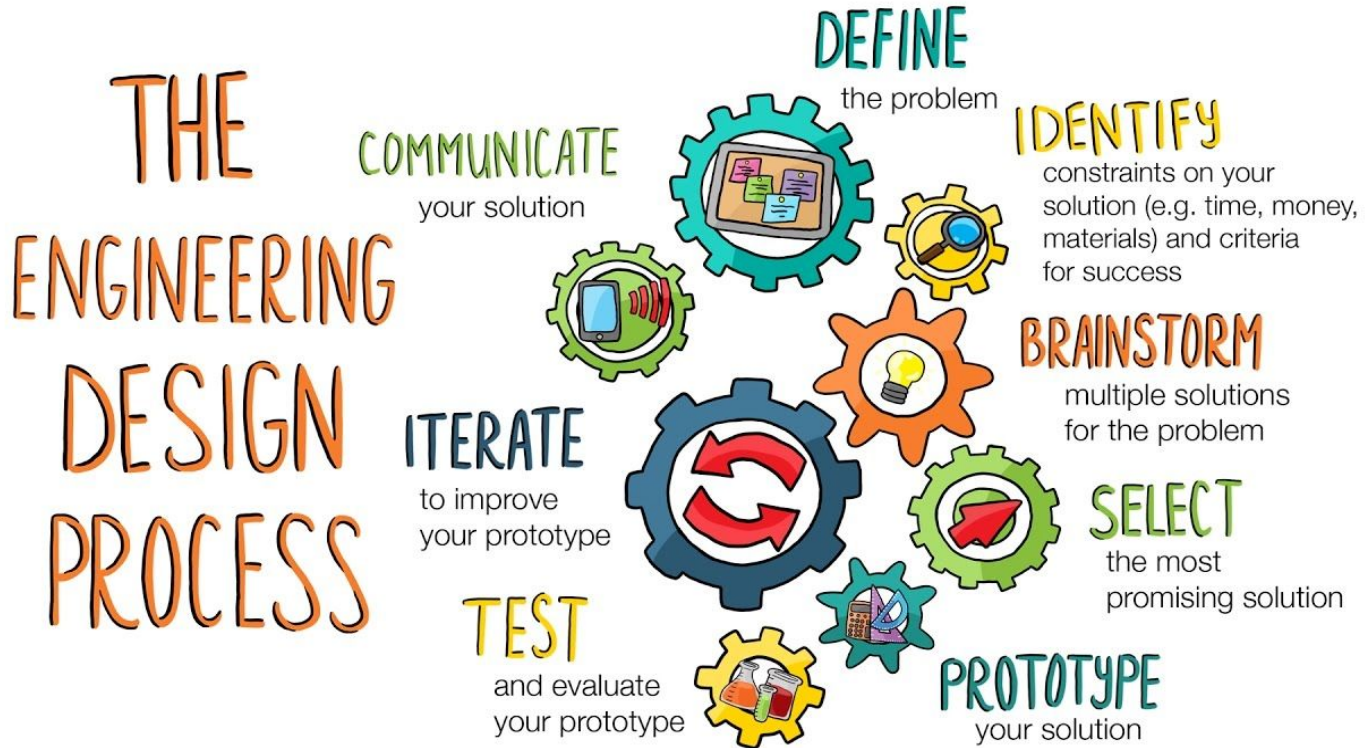 THE
ENGINEERING
DESIGN
PROCESS
DEFINE
the problem
IDENTIFY
constraints on your
solution (e.g. time, money,
materials) and criteria
for success
BRAINSTORM
multiple solutions
for the problem
SELECT
the most
promising solution
PROTOTYPE
your solution
TEST
and evaluate
your prototype
ITERATE
to improve
your prototype
COMMUNICATE
your solution